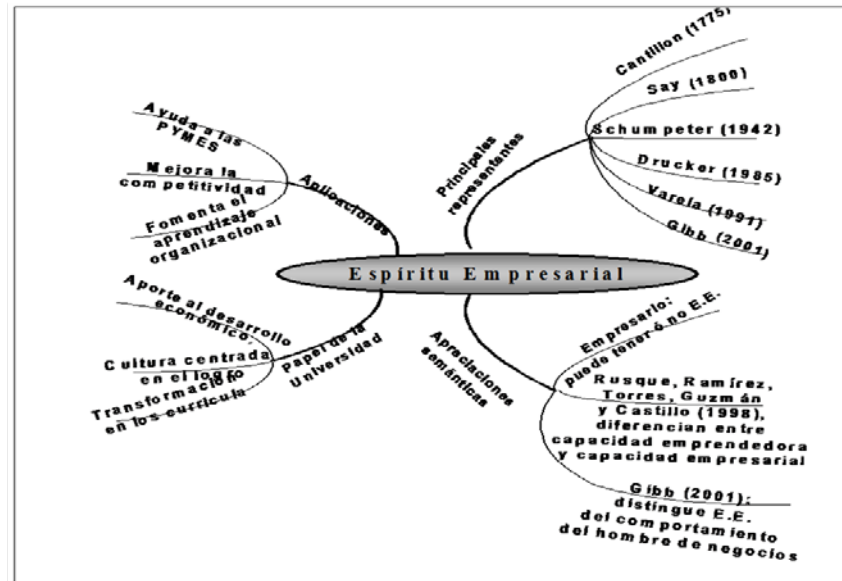 Cantillon (1775)
Say (1800)
Schumpeter (1942)
Drucker (1985)
Varela (1991)
Gibb (2001)
Principales
representantes
Ayuda a las
PYMES
Mejora la
competitividad
Fomenta el
aprendizaje
organizacional
Aplicaciones
Espíritu Empresarial
Aporte al desarrollo
económico.
Cultura centrada
en el logro
Transformación
en los curricula
Papel de la
Universidad
Apreciaciones
semánticas
Empresario:
puede tener ó no E.E.
Rusque, Ramírez,
Torres, Guzmán
y Castillo (1998),
diferencian entre
capacidad emprendedora
y capacidad empresarial
Gibb (2001):
distingue E.E.
del comportamiento
del hombre de negocios